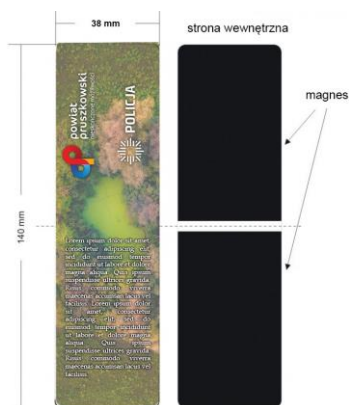 38 mm
strona wewnętrzna
magnes
140 mm
powiat
pruszkowski
POLICJA
Lorem ipsum dolor sit amet,
consectetur adipiscing elit,
sed do eiusmod tempor
incididunt ut labore et dolore
magna aliqua. Quis ipsum
suspendisse ultrices gravida.
Risus commodo viverra
maecenas accumsan lacus vel
facilisis. Lorem ipsum dolor
sit amet, consectetur
adipiscing elit, sed do
eiusmod tempor incididunt
ut labore et dolore magna
aliqua. Quis ipsum
suspendisse ultrices gravida.
Risus commodo viverra
maecenas accumsan lacus vel
facilisis.